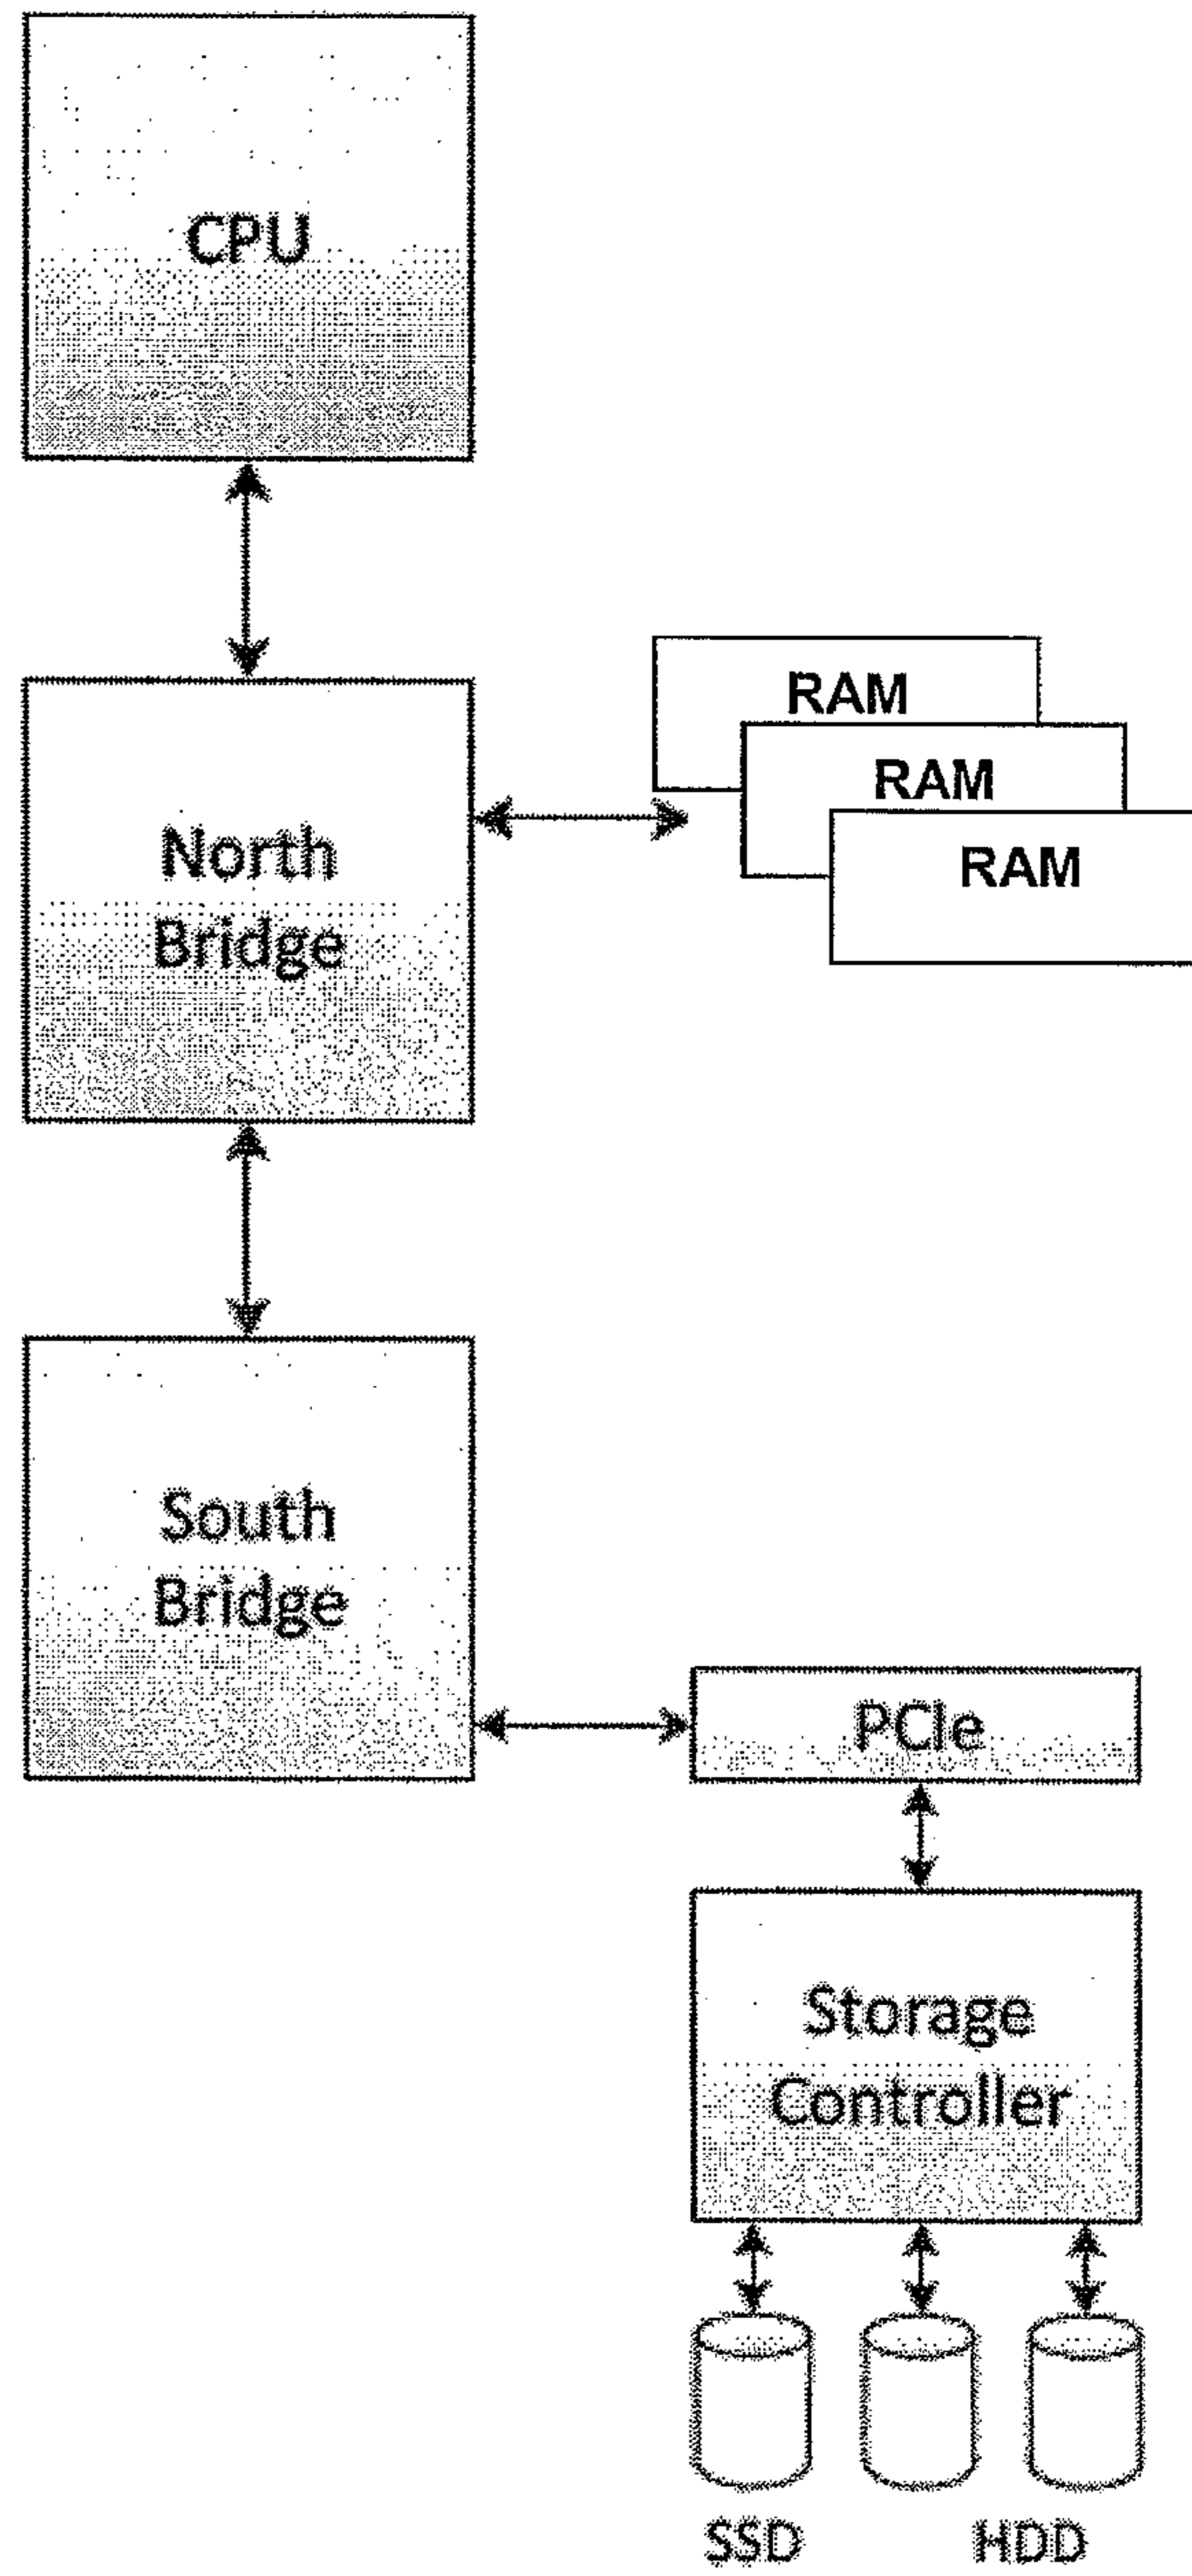 CPU
RAM
RAM
RAM
North
Bridge
South
Bridge
PCIe
Storage
Controller
SSD
HDD